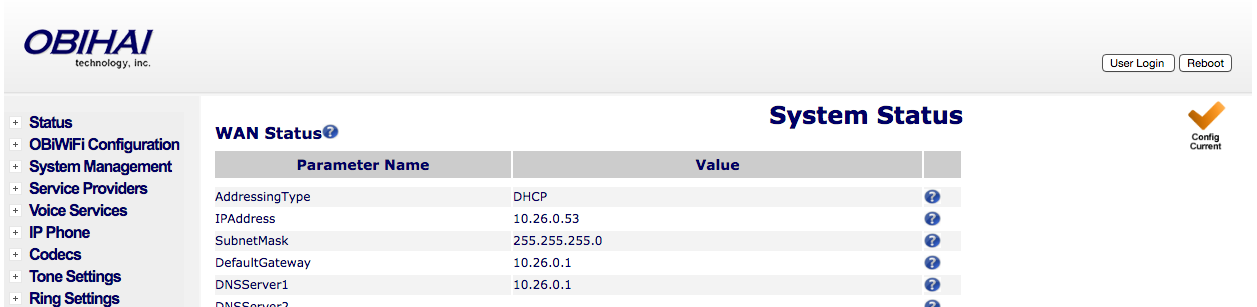 OBIHAI
technology, inc.
User Login
Reboot
Status
OBiWiFi Configuration
System Management
Service Providers
Voice Services
IP Phone
Codecs
Tone Settings
Ring Settings
System Status
Config
Current
WAN Status?
Parameter Name Value
AddressingType DHCP ?
IPAddress 10.26.0.53 ?
SubnetMask 255.255.255.0 ?
DefaultGateway 10.26.0.1 ?
DNSServer1 10.26.0.1 ?
DNSServer2 ?